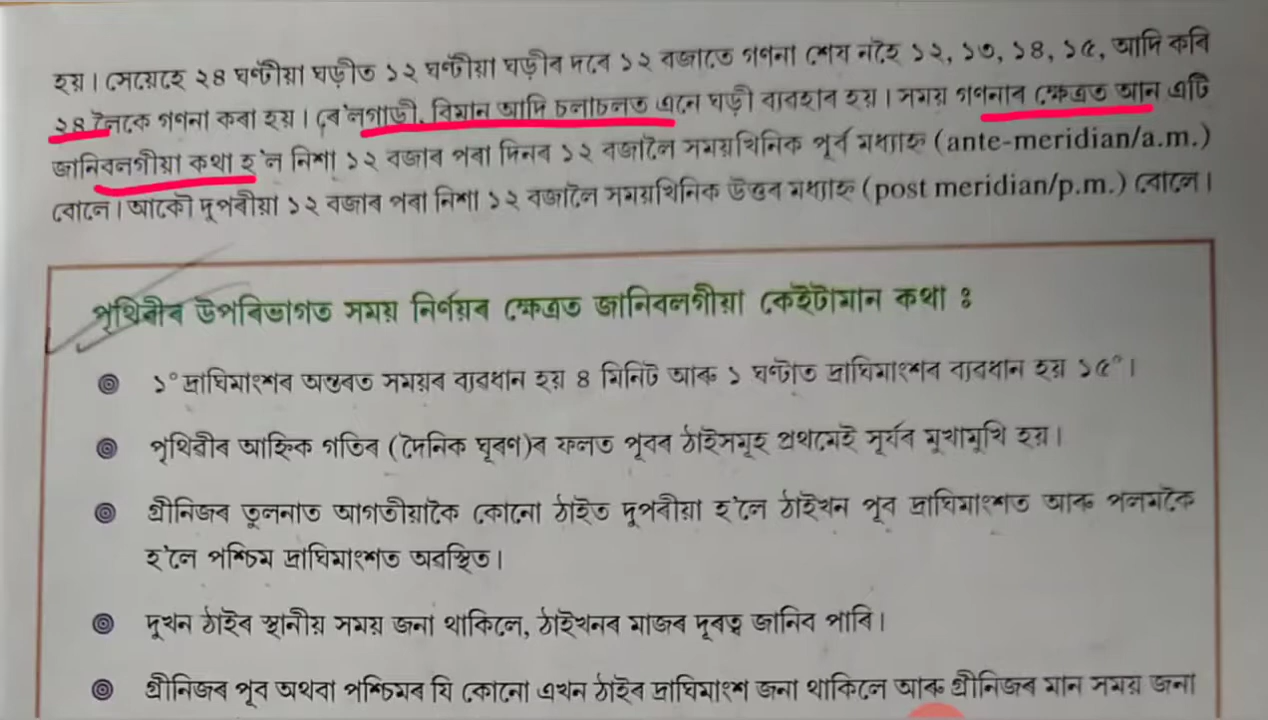 হয়। সেয়েহে ২৪ ঘণ্টীয়া ঘড়ীত ১২ ঘণ্টীয়া ঘড়ীৰ দৰে ১২ বজাতে গণনা শেষ নহৈ ১২, ১৩, ১৪, ১৫, আদি কৰি
২৪ লৈকে গণনা কৰা হয়। ৰে'লগাড়ী, বিমান আদি চলাচলত এনে ঘড়ী ব্যবহাৰ হয়। সময় গণনাৰ ক্ষেত্ৰত আন এটি
জানিবলগীয়া কথা হ'ল নিশা ১২ বজাৰ পৰা দিনৰ ১২ বজালৈ সময়খিনিক পূৰ্ব মধ্যাহ্ন (ante-meridian/a.m.)
বোলে। আকৌ দুপৰীয়া ১২ বজাৰ পৰা নিশা ১২ বজালৈ সময়খিনিক উত্তৰ মধ্যাহ্ন (post meridian/p.m.) বোলে।
পৃথিৱীৰ উপৰিভাগত সময় নিৰ্ণয়ৰ ক্ষেত্ৰত জানিবলগীয়া কেইটামান কথা ঃ
১° দ্ৰাঘিমাংশৰ অন্তৰত সময়ৰ ব্যৱধান হয় ৪ মিনিট আৰু ১ ঘণ্টাত দ্ৰাঘিমাংশৰ ব্যৱধান হয় ১৫°।
পৃথিৱীৰ আহ্নিক গতিৰ (দৈনিক ঘূৰণ)ৰ ফলত পূবৰ ঠাইসমূহ প্ৰথমেই সূৰ্যৰ মুখামুখি হয়।
গ্ৰীনিজৰ তুলনাত আগতীয়াকৈ কোনো ঠাইত দুপৰীয়া হ'লে ঠাইখন পূব দ্ৰাঘিমাংশত আৰু পলমকৈ
হ'লে পশ্চিম দ্ৰাঘিমাংশত অৱস্থিত।
দুখন ঠাইৰ স্থানীয় সময় জনা থাকিলে, ঠাইখনৰ মাজৰ দূৰত্ব জানিব পাৰি।
গ্ৰীনিজৰ পূব অথবা পশ্চিমৰ যি কোনো এখন ঠাইৰ দ্ৰাঘিমাংশ জনা থাকিলে আৰু গ্ৰীনিজৰ মান সময় জনা